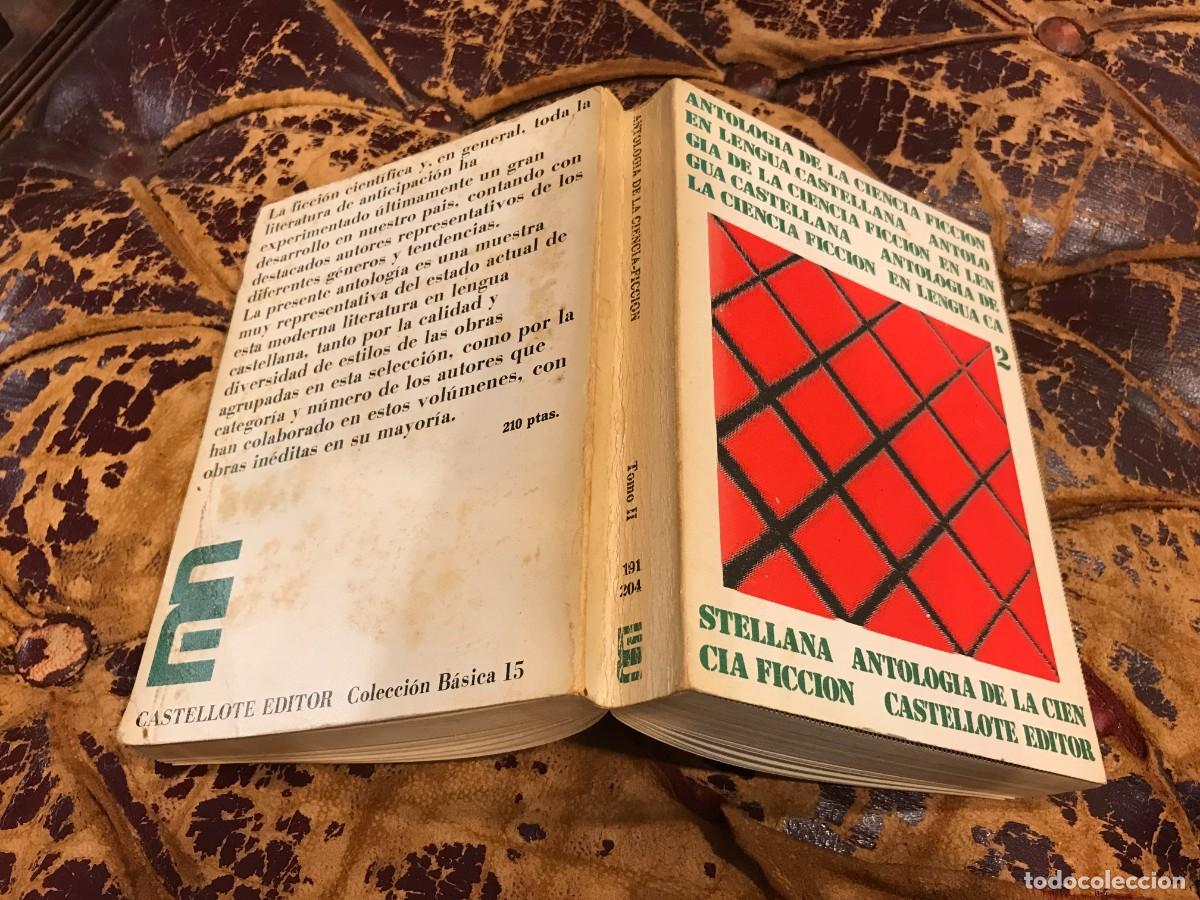 La ficción científica y, en general, toda la
literatura de anticipación ha
experimentado últimamente un gran
desarrollo en nuestro país, contando con
destacados autores representativos de los
diferentes géneros y tendencias.
La presente antología es una muestra
muy representativa del estado actual de
esta moderna literatura en lengua
castellana, tanto por la calidad y
diversidad de estilos de las obras
agrupadas en esta selección, como por la
categoría y número de los autores que
han colaborado en estos volúmenes, con
obras inéditas en su mayoría.
210 ptas.
CASTELLOTE EDITOR Colección Básica 15
ANTOLOGIA DE LA CIENCIA-FICCION
Tomo II
191
204
ANTOLOGIA DE LA CIENCIA FICCION
EN LENGUA CASTELLANA ANTOLO
GIA DE LA CIENCIA FICCION EN LEN
GUA CASTELLANA ANTOLOGIA DE
LA CIENCIA FICCION EN LENGUA CA
2
STELLANA ANTOLOGIA DE LA CIEN
CIA FICCION CASTELLOTE EDITOR
todocoleccion